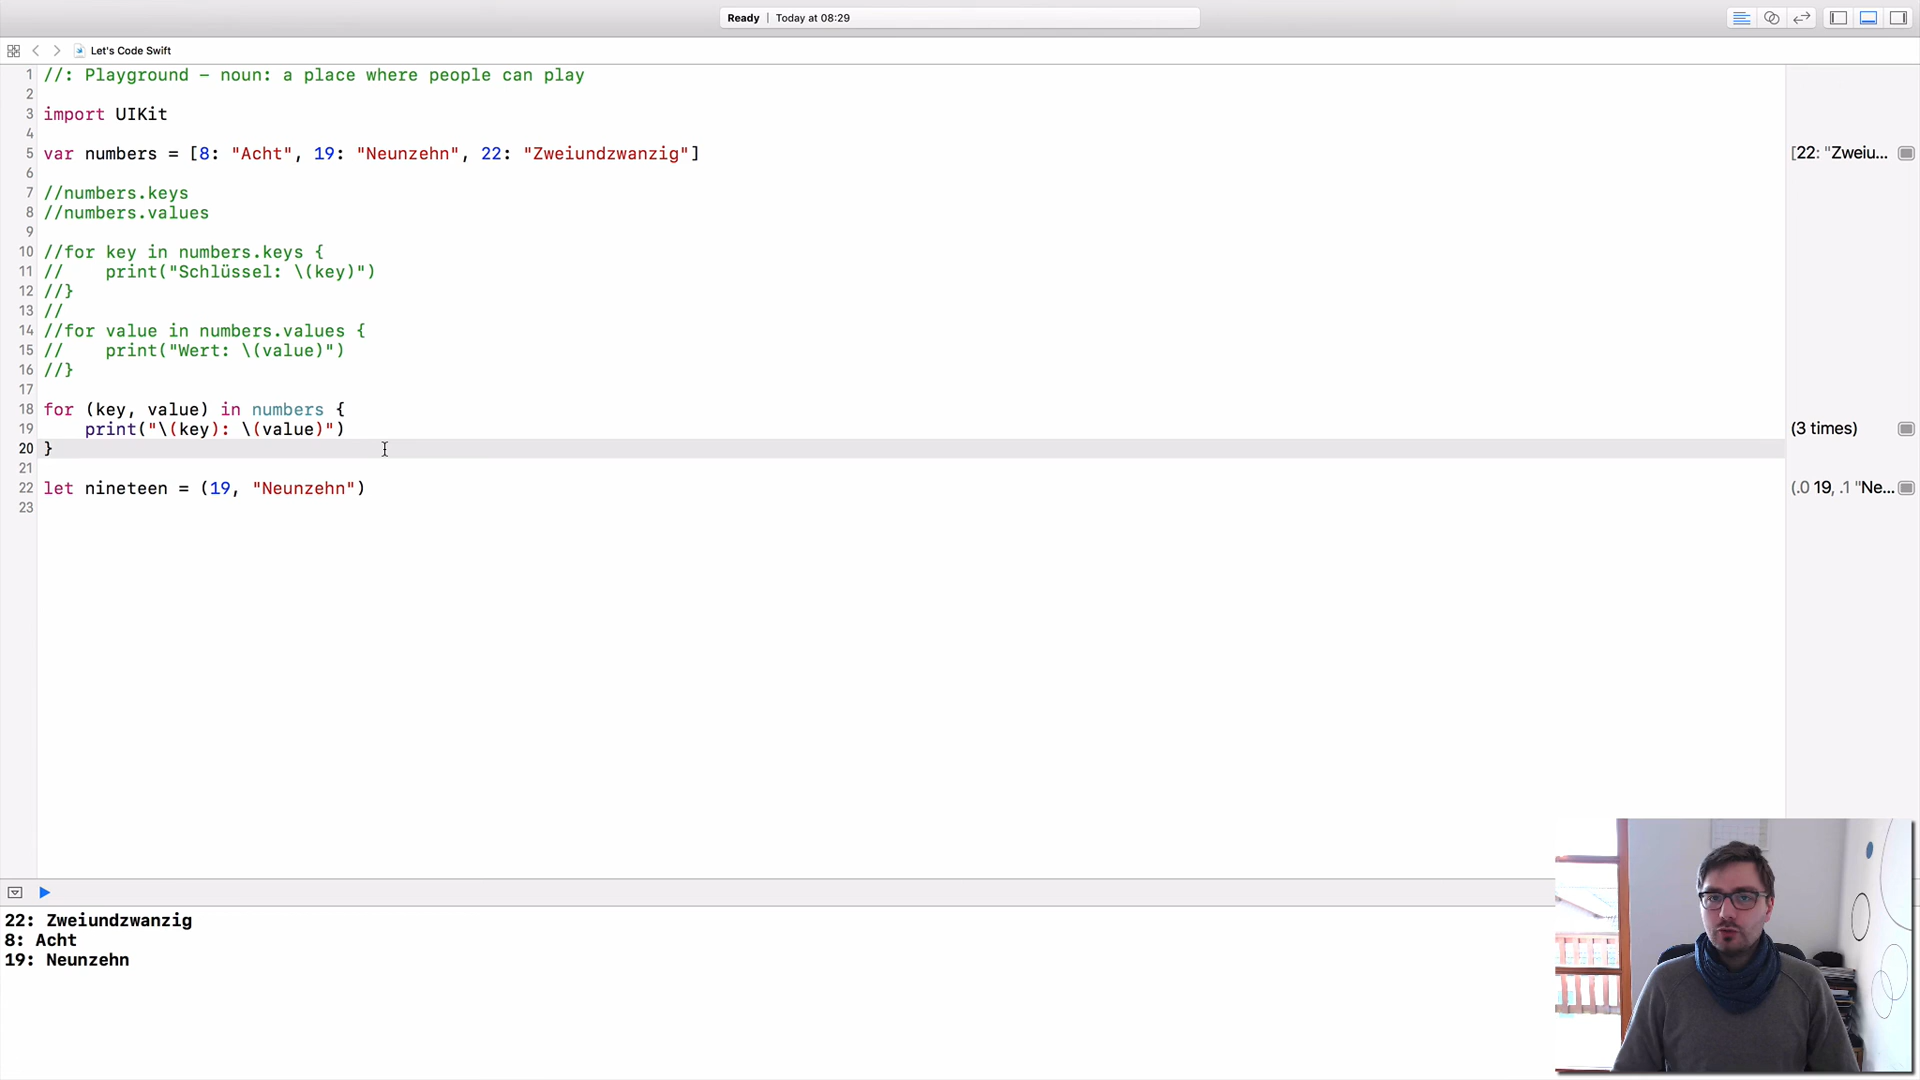 Ready | Today at 08:29
Let's Code Swift
1 //: Playground – noun: a place where people can play
2
3 import UIKit
4
5 var numbers = [8: "Acht", 19: "Neunzehn", 22: "Zweiundzwanzig"]
[22: "Zweiu...
6
7 //numbers.keys
8 //numbers.values
9
10 //for key in numbers.keys {
11 //    print("Schlüssel: \(key)")
12 //}
13 //
14 //for value in numbers.values {
15 //    print("Wert: \(value)")
16 //}
17
18 for (key, value) in numbers {
19     print("\(key): \(value)")
(3 times)
20 }
21
22 let nineteen = (19, "Neunzehn")
(.0 19, .1 "Ne...
23
22: Zweiundzwanzig
8: Acht
19: Neunzehn